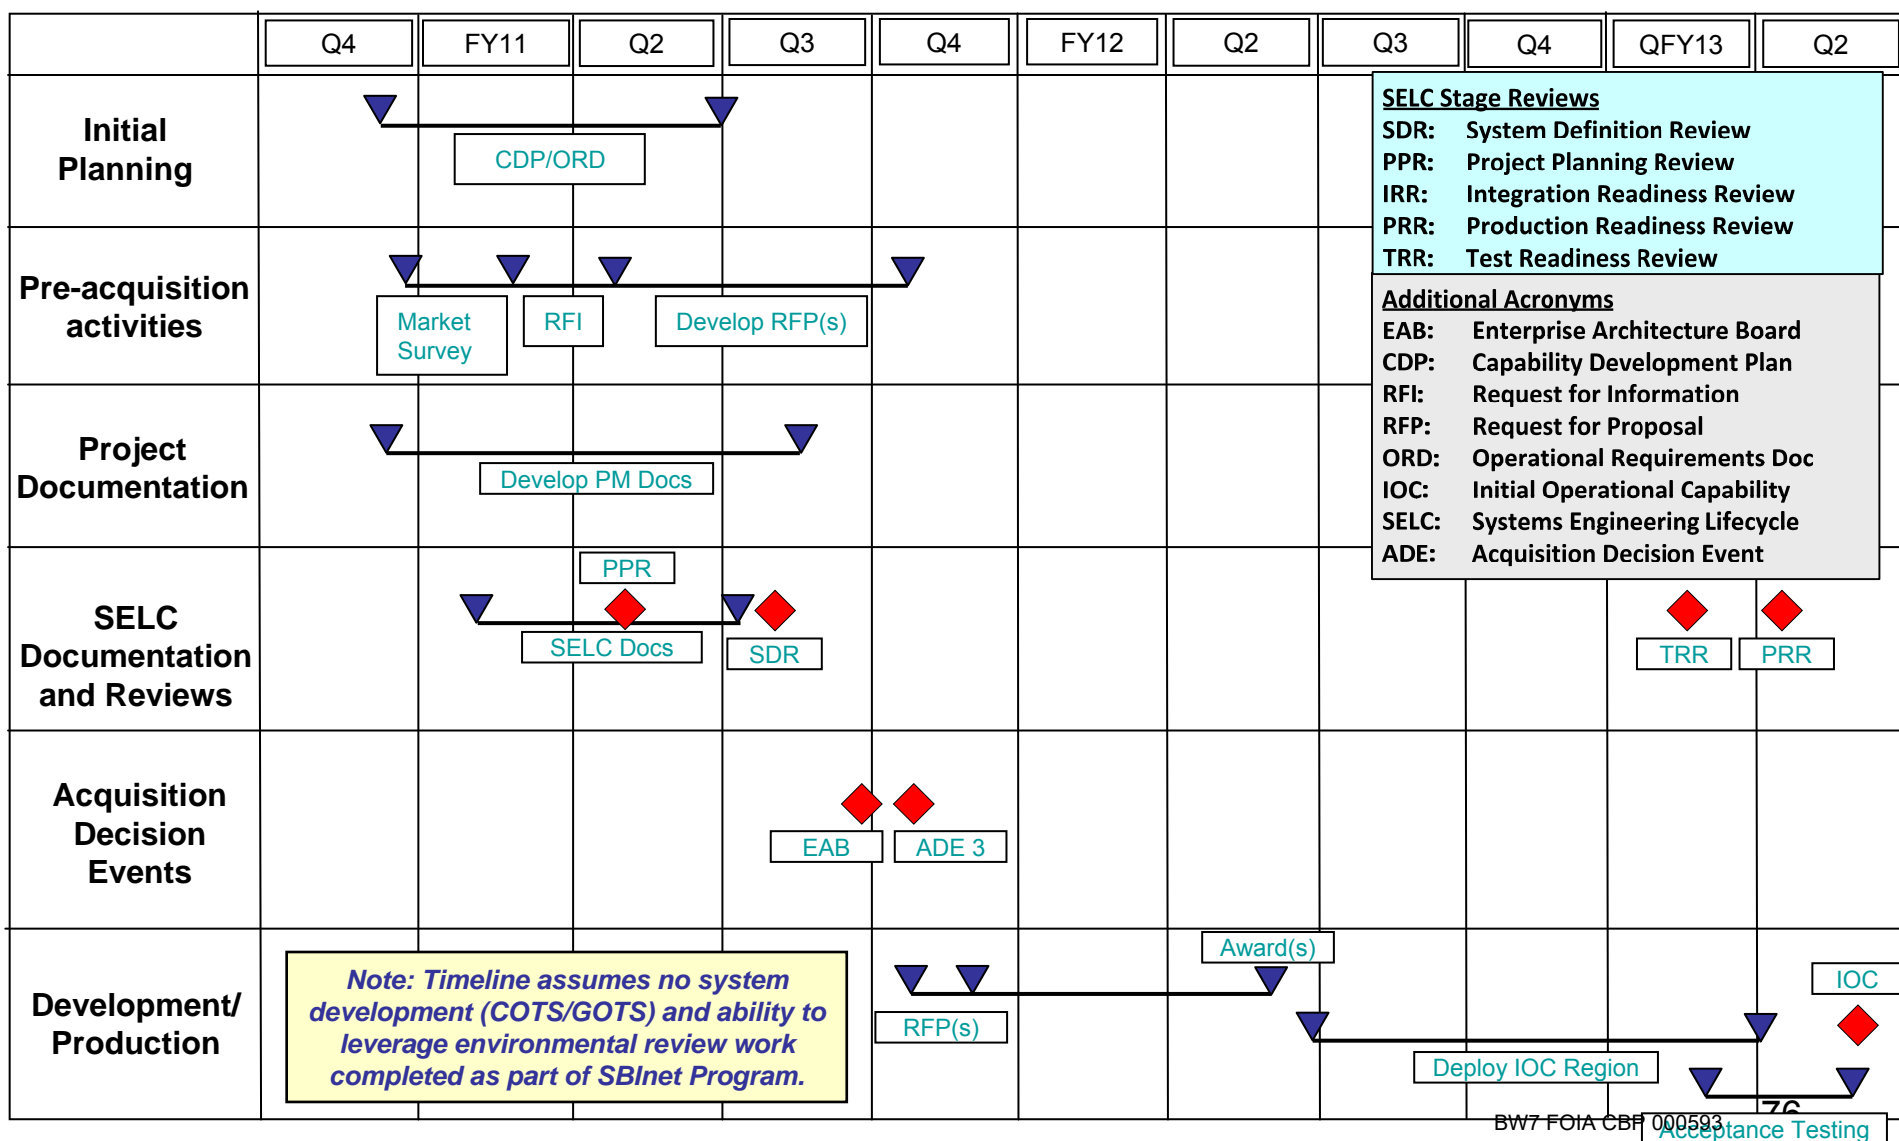 Q4 FY11 Q2 Q3 Q4 FY12 Q2 Q3 Q4 QFY13 Q2
SELC Stage Reviews
SDR: System Definition Review
PPR: Project Planning Review
IRR: Integration Readiness Review
PRR: Production Readiness Review
TRR: Test Readiness Review
Additional Acronyms
EAB: Enterprise Architecture Board
CDP: Capability Development Plan
RFI: Request for Information
RFP: Request for Proposal
ORD: Operational Requirements Doc
IOC: Initial Operational Capability
SELC: Systems Engineering Lifecycle
ADE: Acquisition Decision Event
Initial
Planning
CDP/ORD
Pre-acquisition
activities
Market
Survey
RFI
Develop RFP(s)
Project
Documentation
Develop PM Docs
SELC
Documentation
and Reviews
PPR
SELC Docs
SDR
TRR
PRR
Acquisition
Decision
Events
EAB
ADE 3
Development/
Production
Note: Timeline assumes no system
development (COTS/GOTS) and ability to
leverage environmental review work
completed as part of SBInet Program.
RFP(s)
Award(s)
Deploy IOC Region
IOC
76
BW7 FOIA CBP 000593
Acceptance Testing